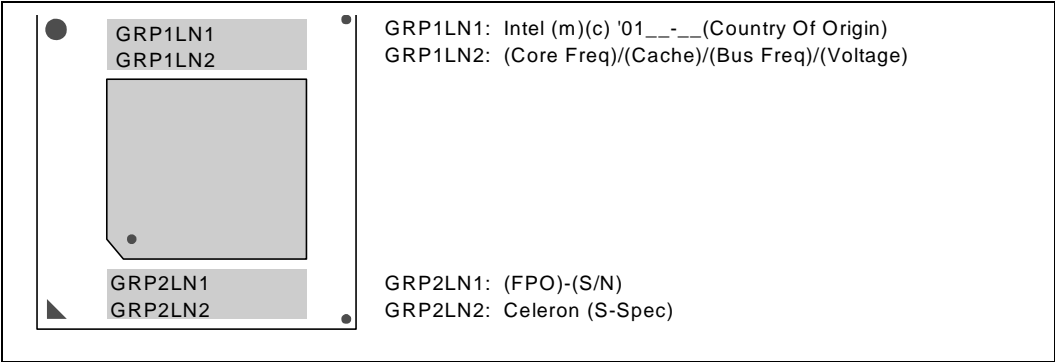 GRP1LN1
GRP1LN2
GRP1LN1: Intel (m)(c) '01__-__(Country Of Origin)
GRP1LN2: (Core Freq)/(Cache)/(Bus Freq)/(Voltage)
GRP2LN1
GRP2LN2
GRP2LN1: (FPO)-(S/N)
GRP2LN2: Celeron (S-Spec)